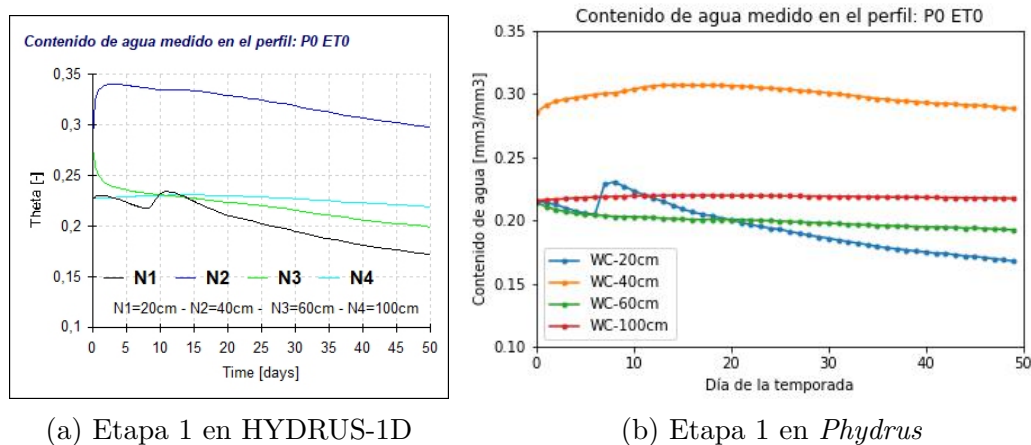 Contenido de agua medido en el perfil: P0 ET0
0,35
0,3
0,25
0,2
0,15
0,1
Theta [-]
N1 N2 N3 N4
N1=20cm - N2=40cm - N3=60cm - N4=100cm
0 5 10 15 20 25 30 35 40 45 50
Time [days]
(a) Etapa 1 en HYDRUS-1D
Contenido de agua medido en el perfil: P0 ET0
0.35
0.30
0.25
0.20
0.15
0.10
Contenido de agua [mm3/mm3]
WC-20cm
WC-40cm
WC-60cm
WC-100cm
0 10 20 30 40 50
Día de la temporada
(b) Etapa 1 en Phydrus